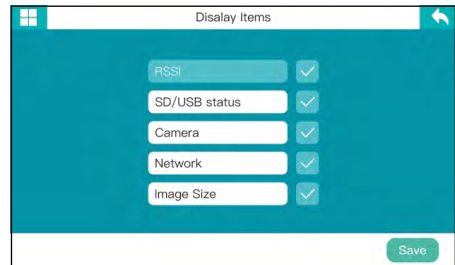 Disalay Items
RSSI
SD/USB status
Camera
Network
Image Size
Save